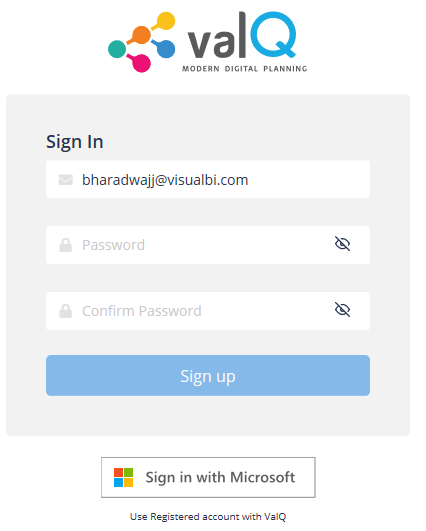 valQ
MODERN DIGITAL PLANNING
Sign In
bharadwajj@visualbi.com
Password
Confirm Password
Sign up
Sign in with Microsoft
Use Registered account with ValQ